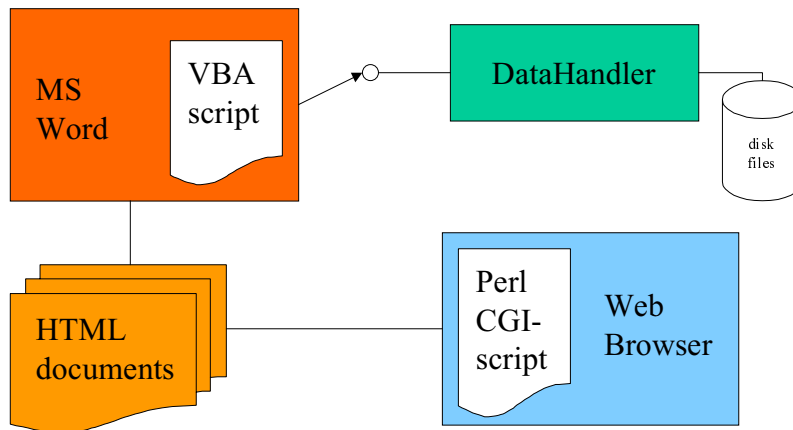 MS
Word
VBA
script
DataHandler
disk
files
HTML
documents
Perl
CGI-
script
Web
Browser